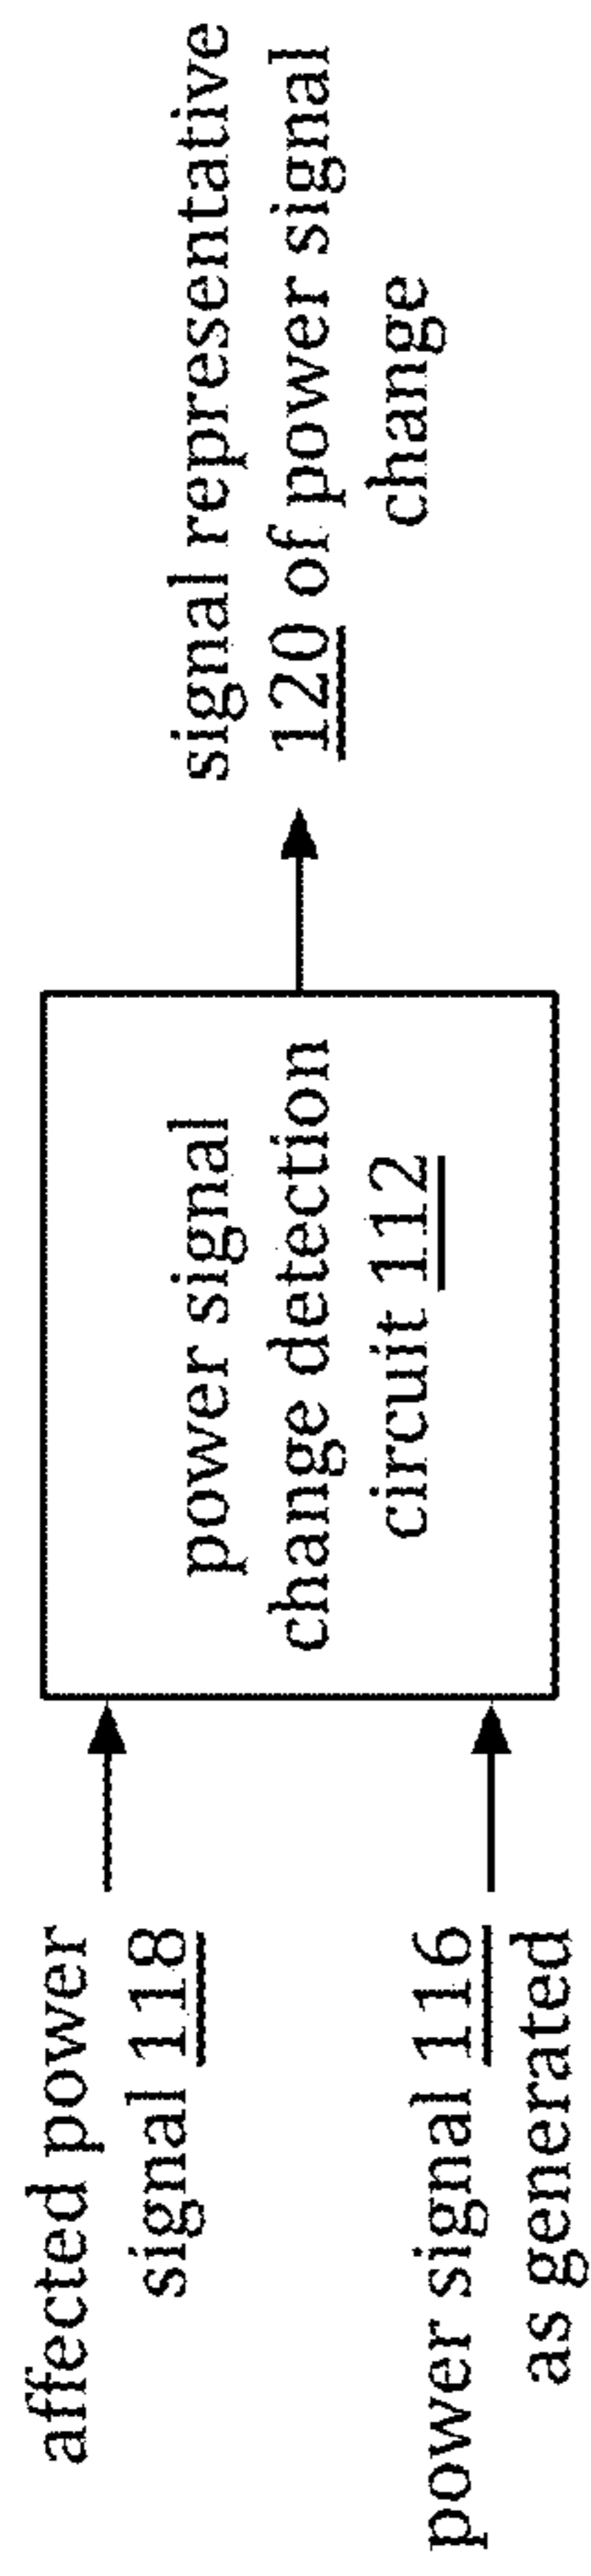 affected power
signal 118
power signal 116
as generated
power signal
change detection
circuit 112
signal representative
120 of power signal
change